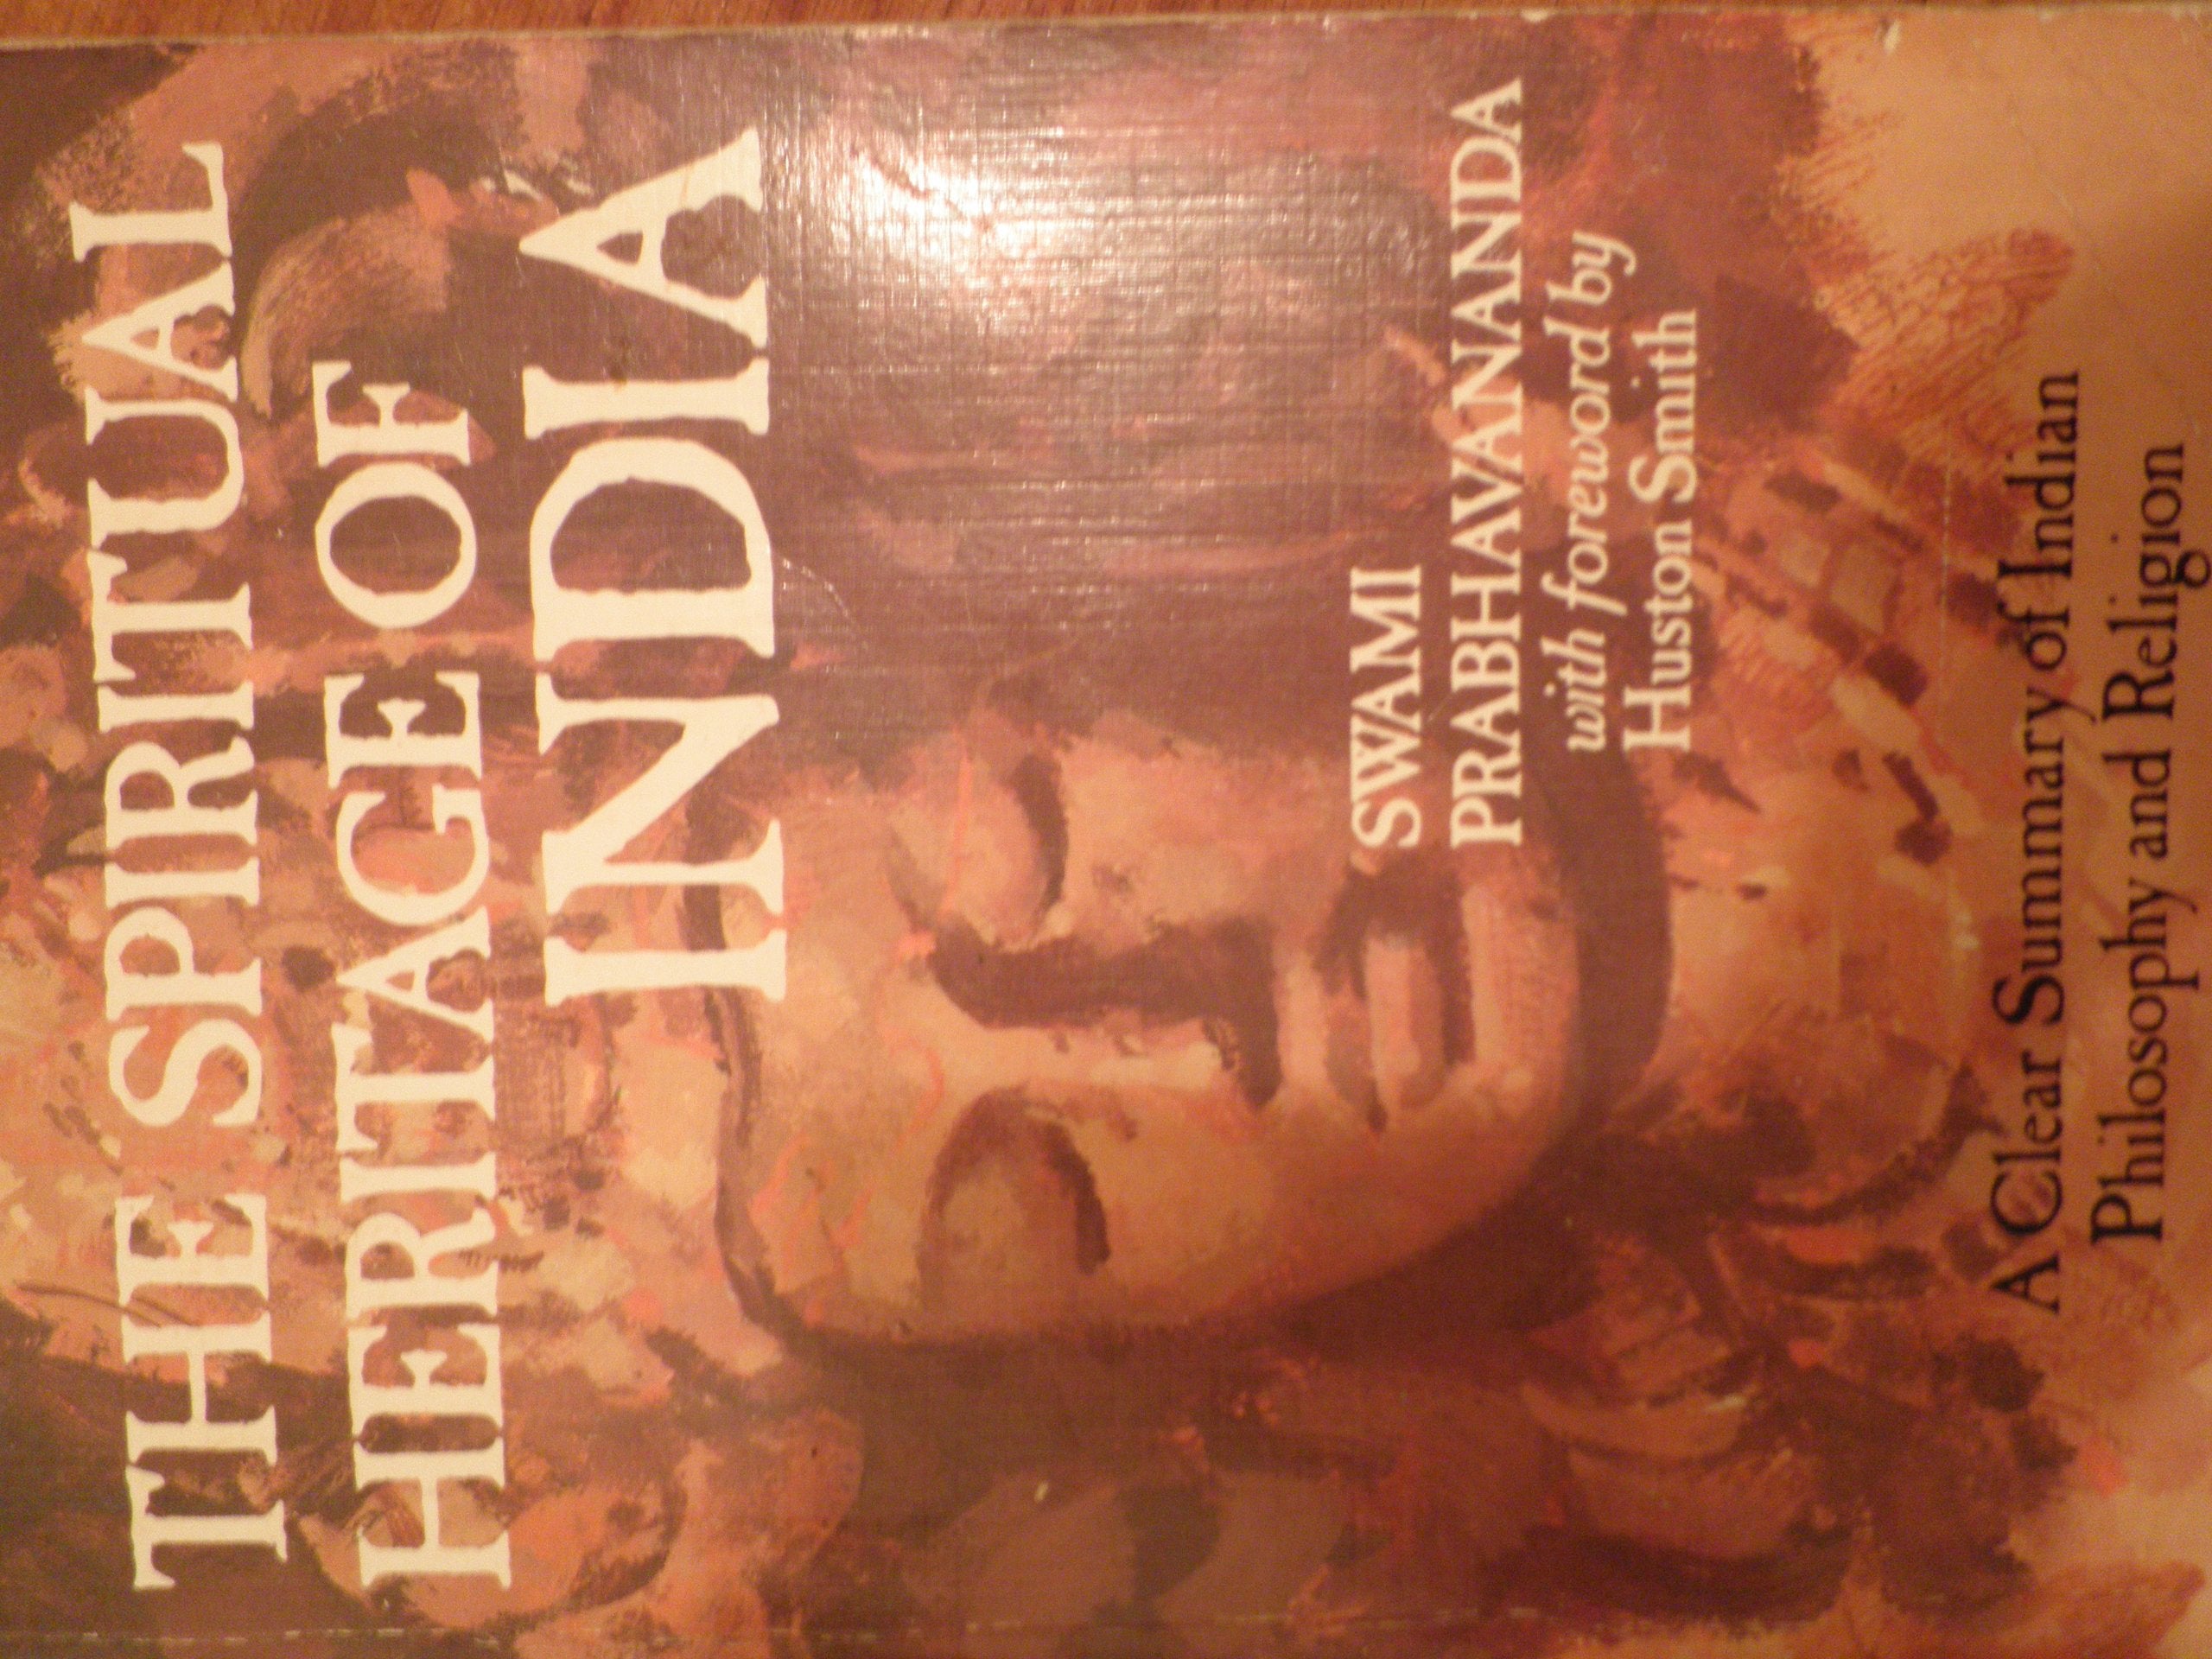 THE SPIRITUAL
HERITAGE OF
INDIA
SWAMI
PRABHAVANANDA
with foreword by
Huston Smith
A Clear Summary of Indian
Philosophy and Religion